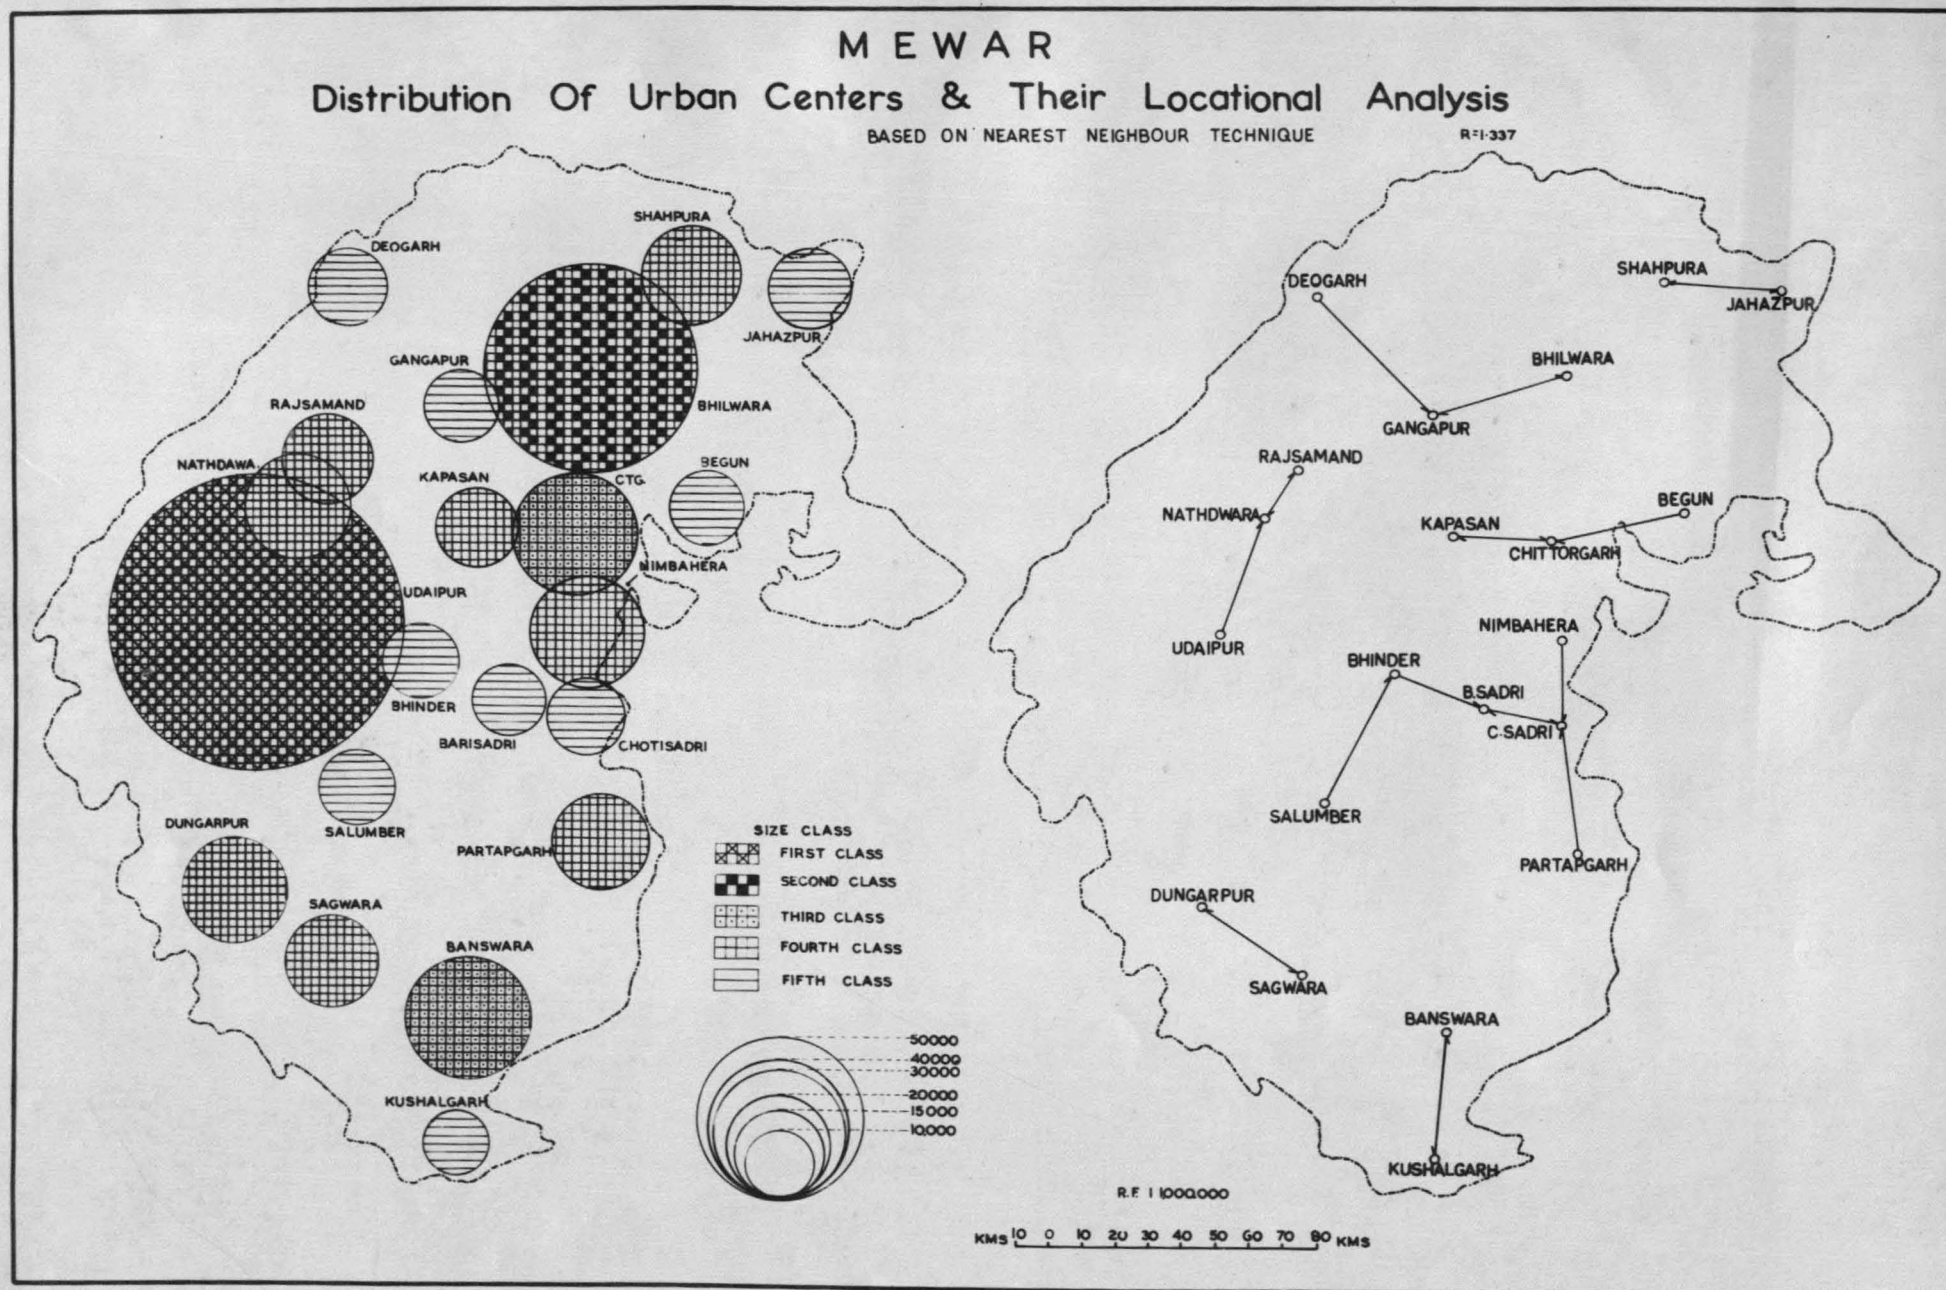 MEWAR
Distribution Of Urban Centers & Their Locational Analysis
BASED ON NEAREST NEIGHBOUR TECHNIQUE
R=1·337
SHAHPURA
DEOGARH
JAHAZPUR
GANGAPUR
BHILWARA
RAJSAMAND
NATHDAWA
KAPASAN
CTG.
BEGUN
NIMBAHERA
UDAIPUR
BHINDER
BARISADRI
CHOTISADRI
SALUMBER
DUNGARPUR
PARTAPGARH
SAGWARA
BANSWARA
KUSHALGARH
SIZE CLASS
FIRST CLASS
SECOND CLASS
THIRD CLASS
FOURTH CLASS
FIFTH CLASS
50000
40000
30000
20000
15000
10,000
DEOGARH
SHAHPURA
JAHAZPUR
BHILWARA
GANGAPUR
RAJSAMAND
NATHDWARA
BEGUN
KAPASAN
CHITTORGARH
UDAIPUR
NIMBAHERA
BHINDER
B.SADRI
C.SADRI
SALUMBER
PARTAPGARH
DUNGARPUR
SAGWARA
BANSWARA
KUSHALGARH
R.F. 1 1000000
KMS 10 0 10 20 30 40 50 60 70 80 KMS